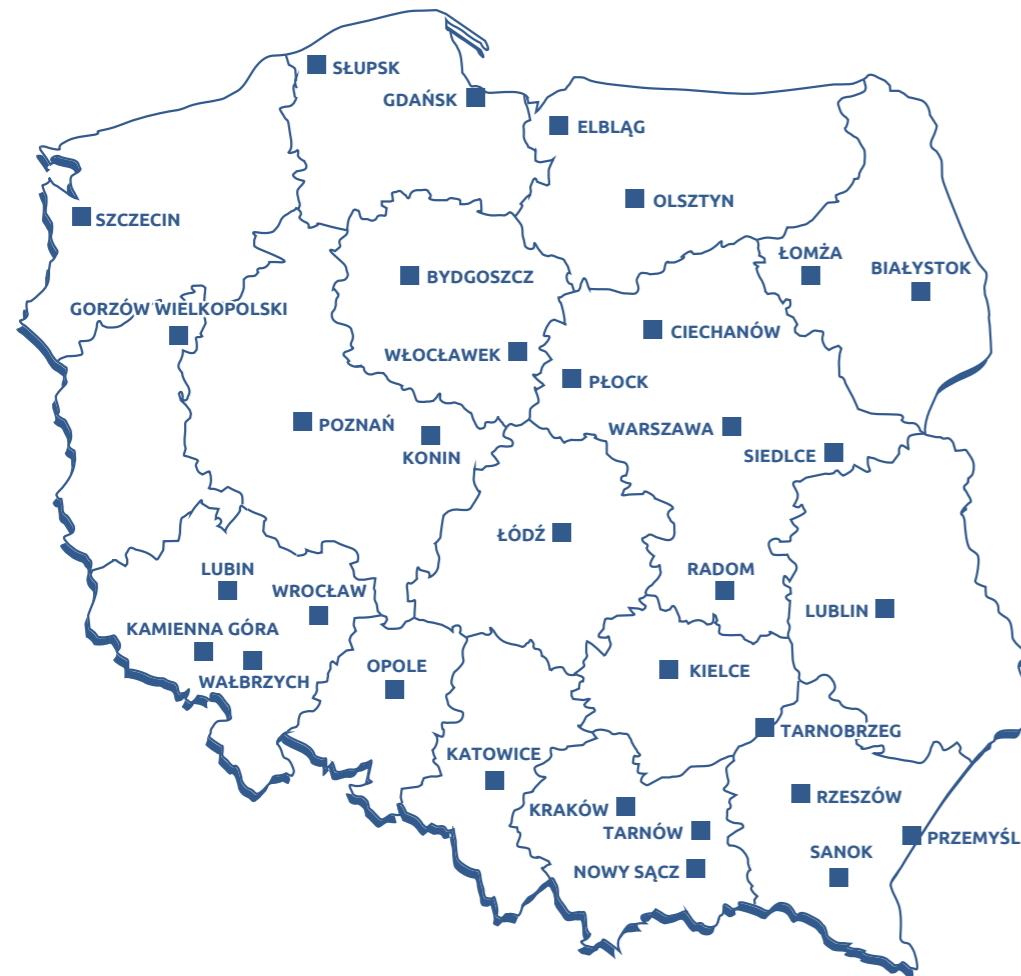 SŁUPSK
GDAŃSK
ELBLĄG
OLSZTYN
SZCZECIN
ŁOMŻA
BIAŁYSTOK
BYDGOSZCZ
GORZÓW WIELKOPOLSKI
CIECHANÓW
WŁOCŁAWEK
PŁOCK
POZNAŃ
WARSZAWA
KONIN
SIEDLCE
ŁÓDŹ
LUBIN
RADOM
WROCŁAW
LUBLIN
KAMIENNA GÓRA
OPOLE
KIELCE
WAŁBRZYCH
TARNOBRZEG
KATOWICE
RZESZÓW
KRAKÓW
TARNÓW
PRZEMYŚL
SANOK
NOWY SĄCZ